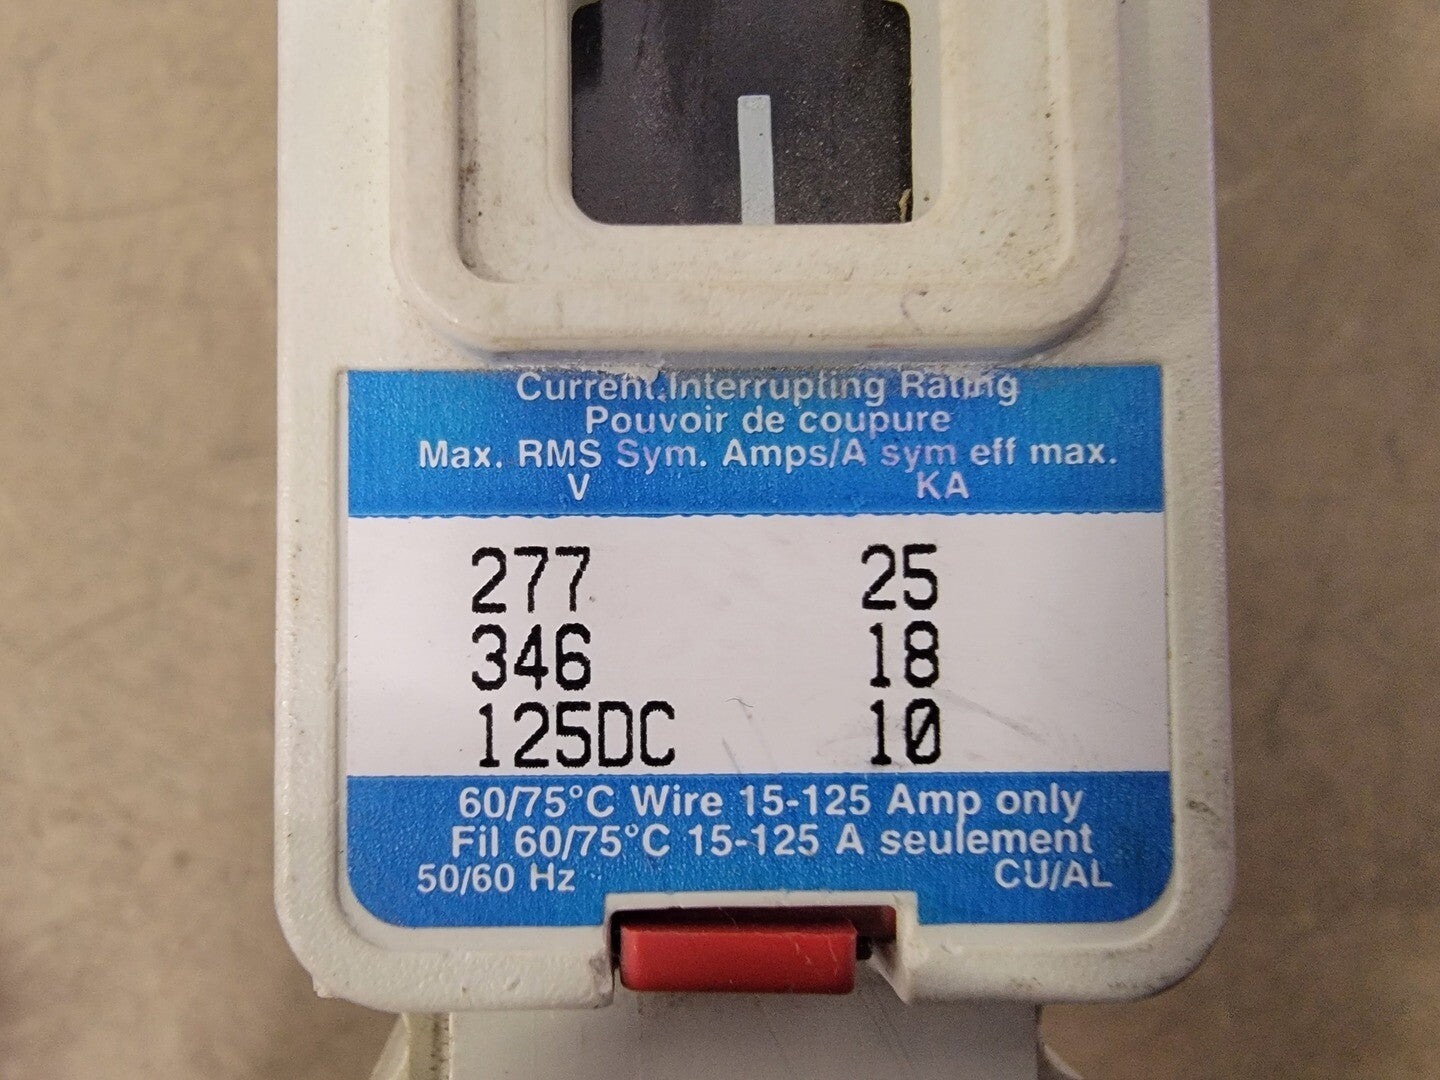 Current Interrupting Rating
Pouvoir de coupure
Max. RMS Sym. Amps/A sym eff max.
V KA
277 25
346 18
125DC 10
60/75°C Wire 15-125 Amp only
Fil 60/75°C 15-125 A seulement
50/60 Hz CU/AL